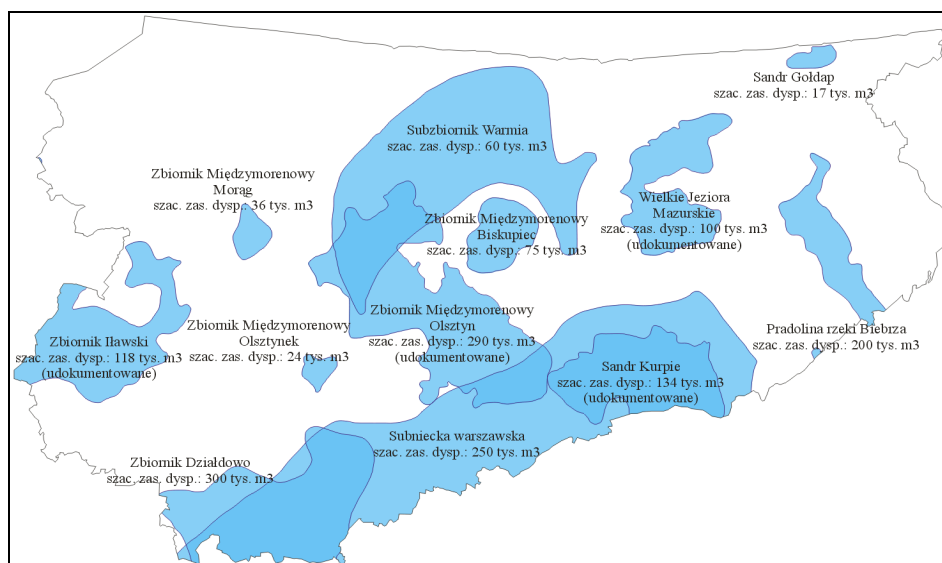 Sandr Gołdap
szac. zas. dysp.: 17 tys. m3
Subzbiornik Warmia
szac. zas. dysp.: 60 tys. m3
Zbiornik Międzymorenowy
Morąg
szac. zas. dysp.: 36 tys. m3
Zbiornik Międzymorenowy
Biskupiec
szac. zas. dysp.: 75 tys. m3
Wielkie Jeziora
Mazurskie
szac. zas. dysp.: 100 tys. m3
(udokumentowane)
Zbiornik Iławski
szac. zas. dysp.: 118 tys. m3
(udokumentowane)
Zbiornik Międzymorenowy
Olsztynek
szac. zas. dysp.: 24 tys. m3
Zbiornik Międzymorenowy
Olsztyn
szac. zas. dysp.: 290 tys. m3
(udokumentowane)
Pradolina rzeki Biebrza
szac. zas. dysp.: 200 tys. m3
Sandr Kurpie
szac. zas. dysp.: 134 tys. m3
(udokumentowane)
Subniecka warszawska
szac. zas. dysp.: 250 tys. m3
Zbiornik Działdowo
szac. zas. dysp.: 300 tys. m3